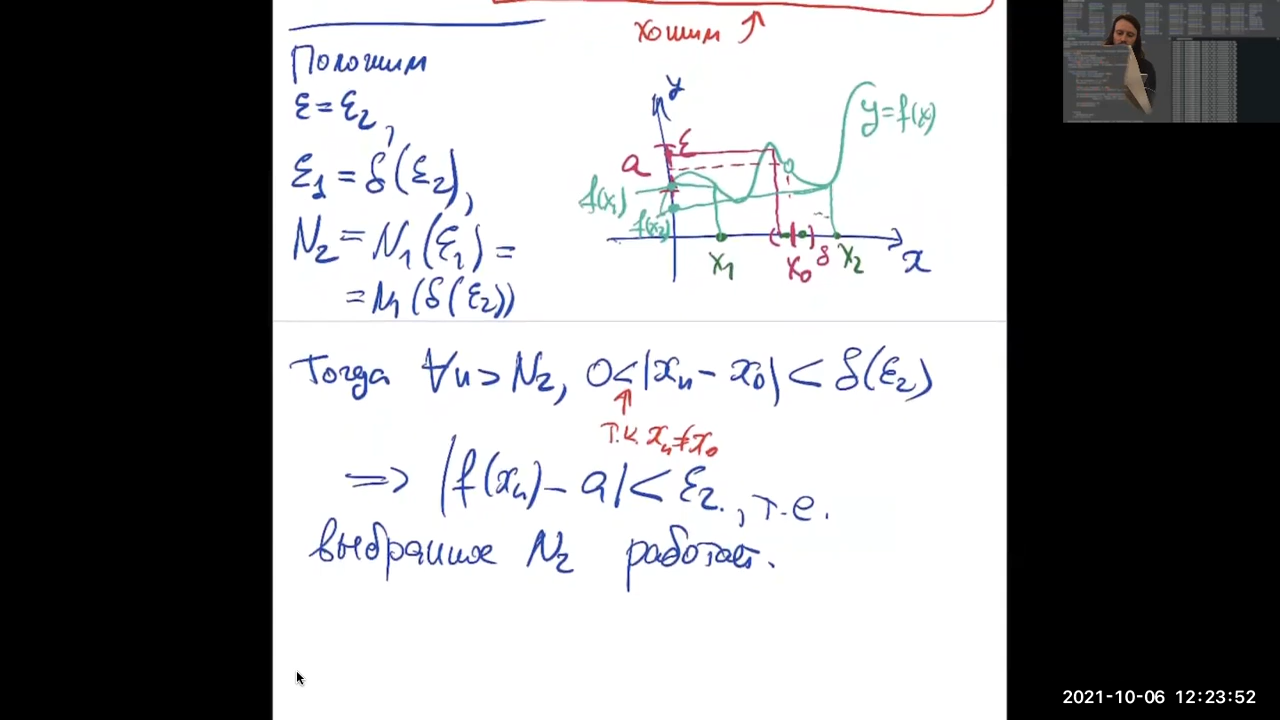 хотим
Положим
ε = ε₂,
ε₁ = δ(ε₂),
N₂ = N₁(ε₁) =
= N₁(δ(ε₂))
y
y=f(x)
ε
a
f(x₁)
f(x₂)
x₁
x₀
δ
x₂
x
Тогда ∀n > N₂, 0<|xₙ - x₀| < δ(ε₂)
т.к. xₙ≠x₀
=> |f(xₙ) - a| < ε₂., т.е.
выбранное N₂ работает.
2021-10-06 12:23:52